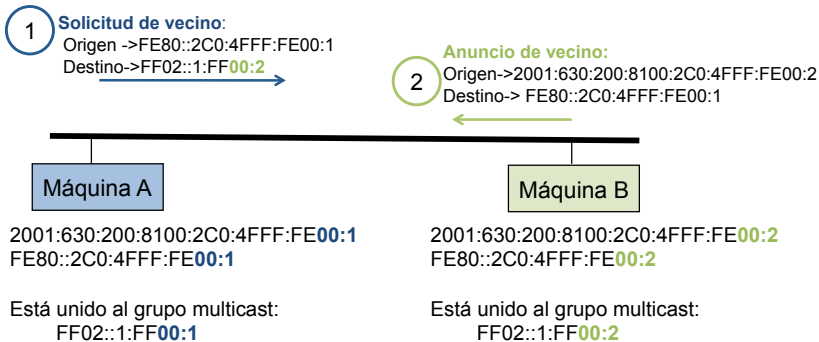 1
Solicitud de vecino:
Origen ->FE80::2C0:4FFF:FE00:1
Destino->FF02::1:FF00:2
2
Anuncio de vecino:
Origen->2001:630:200:8100:2C0:4FFF:FE00:2
Destino-> FE80::2C0:4FFF:FE00:1
Máquina A
Máquina B
2001:630:200:8100:2C0:4FFF:FE00:1
FE80::2C0:4FFF:FE00:1
Está unido al grupo multicast:
FF02::1:FF00:1
2001:630:200:8100:2C0:4FFF:FE00:2
FE80::2C0:4FFF:FE00:2
Está unido al grupo multicast:
FF02::1:FF00:2